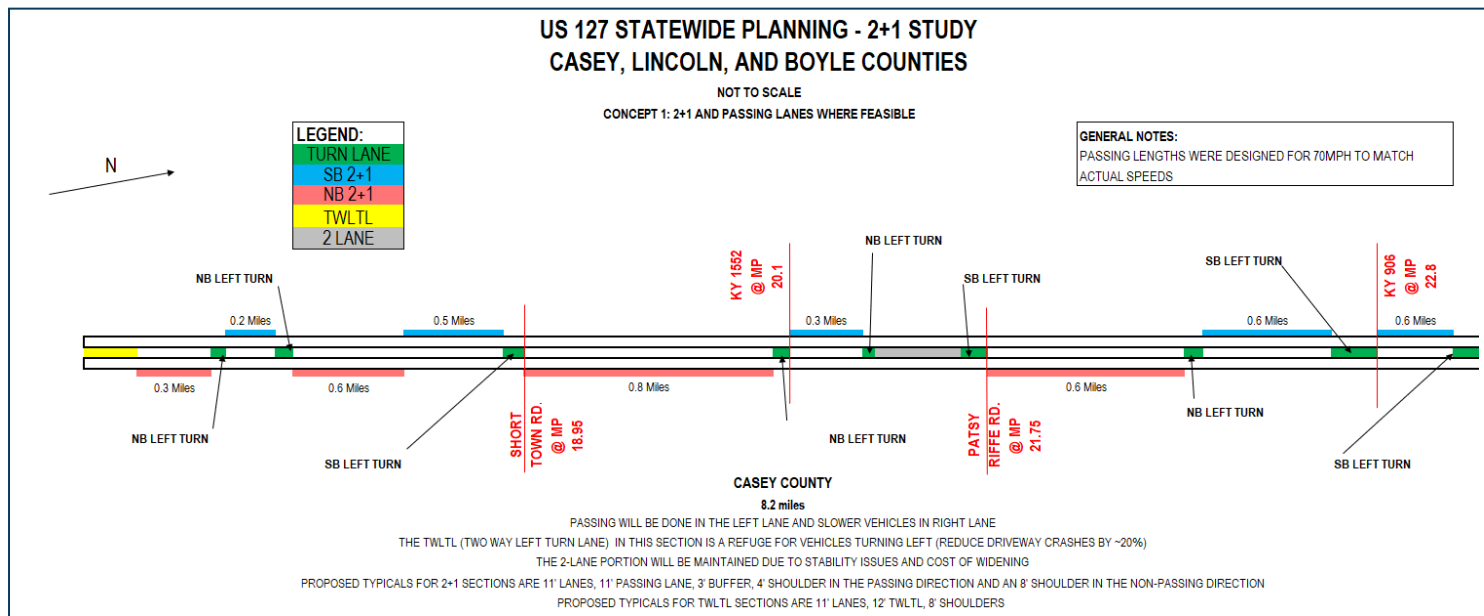 US 127 STATEWIDE PLANNING - 2+1 STUDY
CASEY, LINCOLN, AND BOYLE COUNTIES
NOT TO SCALE
CONCEPT 1: 2+1 AND PASSING LANES WHERE FEASIBLE
LEGEND:
TURN LANE
SB 2+1
NB 2+1
TWLTL
2 LANE
GENERAL NOTES:
PASSING LENGTHS WERE DESIGNED FOR 70MPH TO MATCH
ACTUAL SPEEDS
N
NB LEFT TURN
KY 1552
@ MP
20.1
NB LEFT TURN
SB LEFT TURN
SB LEFT TURN
KY 906
@ MP
22.8
0.2 Miles
0.5 Miles
0.3 Miles
0.6 Miles
0.6 Miles
0.3 Miles
0.6 Miles
0.8 Miles
0.6 Miles
NB LEFT TURN
SB LEFT TURN
SHORT
TOWN RD.
@ MP
18.95
NB LEFT TURN
PATSY
RIFFE RD.
@ MP
21.75
NB LEFT TURN
SB LEFT TURN
CASEY COUNTY
8.2 miles
PASSING WILL BE DONE IN THE LEFT LANE AND SLOWER VEHICLES IN RIGHT LANE
THE TWLTL (TWO WAY LEFT TURN LANE) IN THIS SECTION IS A REFUGE FOR VEHICLES TURNING LEFT (REDUCE DRIVEWAY CRASHES BY ~20%)
THE 2-LANE PORTION WILL BE MAINTAINED DUE TO STABILITY ISSUES AND COST OF WIDENING
PROPOSED TYPICALS FOR 2+1 SECTIONS ARE 11' LANES, 11' PASSING LANE, 3' BUFFER, 4' SHOULDER IN THE PASSING DIRECTION AND AN 8' SHOULDER IN THE NON-PASSING DIRECTION
PROPOSED TYPICALS FOR TWLTL SECTIONS ARE 11' LANES, 12' TWLTL, 8' SHOULDERS